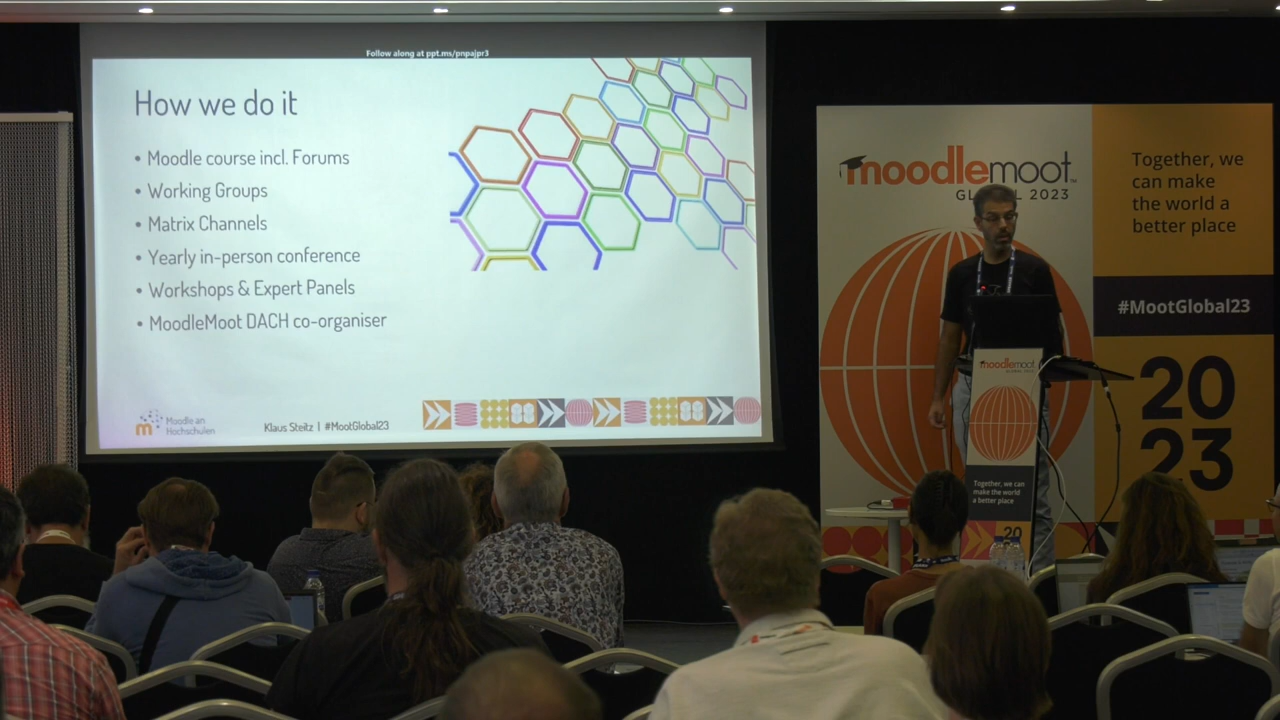 Follow along at ppt.ms/pnpajpr3
How we do it
• Moodle course incl. Forums
• Working Groups
• Matrix Channels
• Yearly in-person conference
• Workshops & Expert Panels
• MoodleMoot DACH co-organiser
Moodle an
Hochschulen
Klaus Steitz | #MootGlobal23
moodlemoot
2023
Together, we
can make
the world a
better place
#MootGlobal23
20
23
moodlemoot
Together, we can
make the world
a better place
20